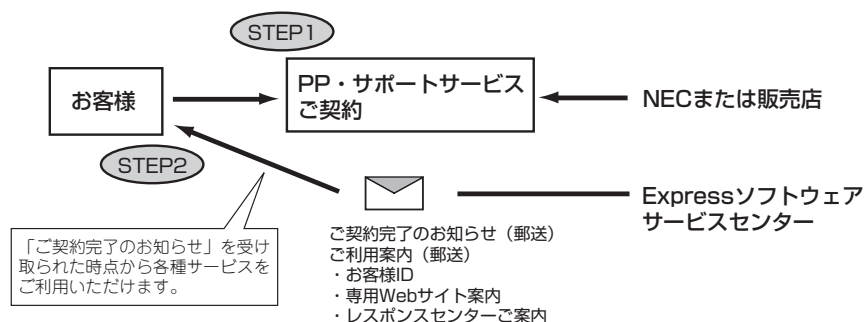 STEP1
お客様
PP・サポートサービス
ご契約
NECまたは販売店
STEP2
Expressソフトウェア
サービスセンター
「ご契約完了のお知らせ」を受け
取られた時点から各種サービスを
ご利用いただけます。
ご契約完了のお知らせ（郵送）
ご利用案内（郵送）
・お客様ID
・専用Webサイト案内
・レスポンスセンターご案内